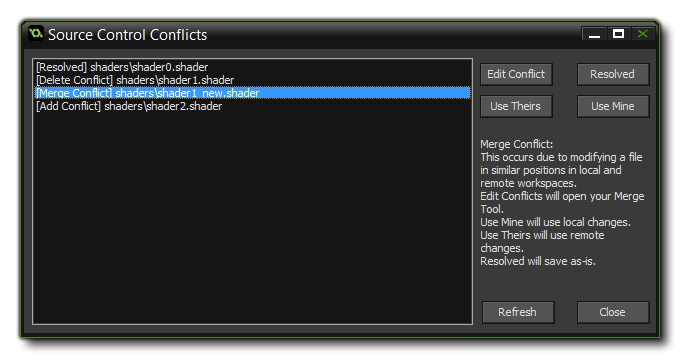 Source Control Conflicts
[Resolved] shaders\shader0.shader
[Delete Conflict] shaders\shader1.shader
[Merge Conflict] shaders\shader1_new.shader
[Add Conflict] shaders\shader2.shader
Edit Conflict
Resolved
Use Theirs
Use Mine
Merge Conflict:
This occurs due to modifying a file
in similar positions in local and
remote workspaces.
Edit Conflicts will open your Merge
Tool.
Use Mine will use local changes.
Use Theirs will use remote
changes.
Resolved will save as-is.
Refresh
Close